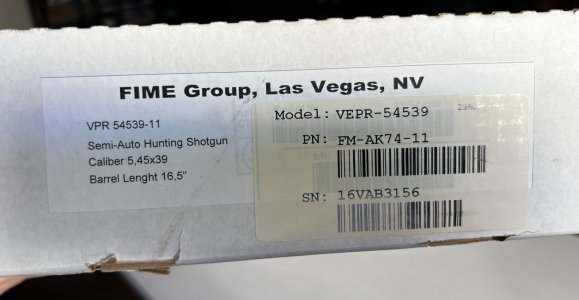 FIME Group, Las Vegas, NV
VPR 54539-11
Semi-Auto Hunting Shotgun
Caliber 5,45x39
Barrel Lenght 16,5"
Model: VEPR-54539
PN: FM-AK74-11
SN: 16VAB3156